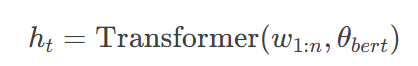 h_t = Transformer(w_{1:n}, θ_{bert})